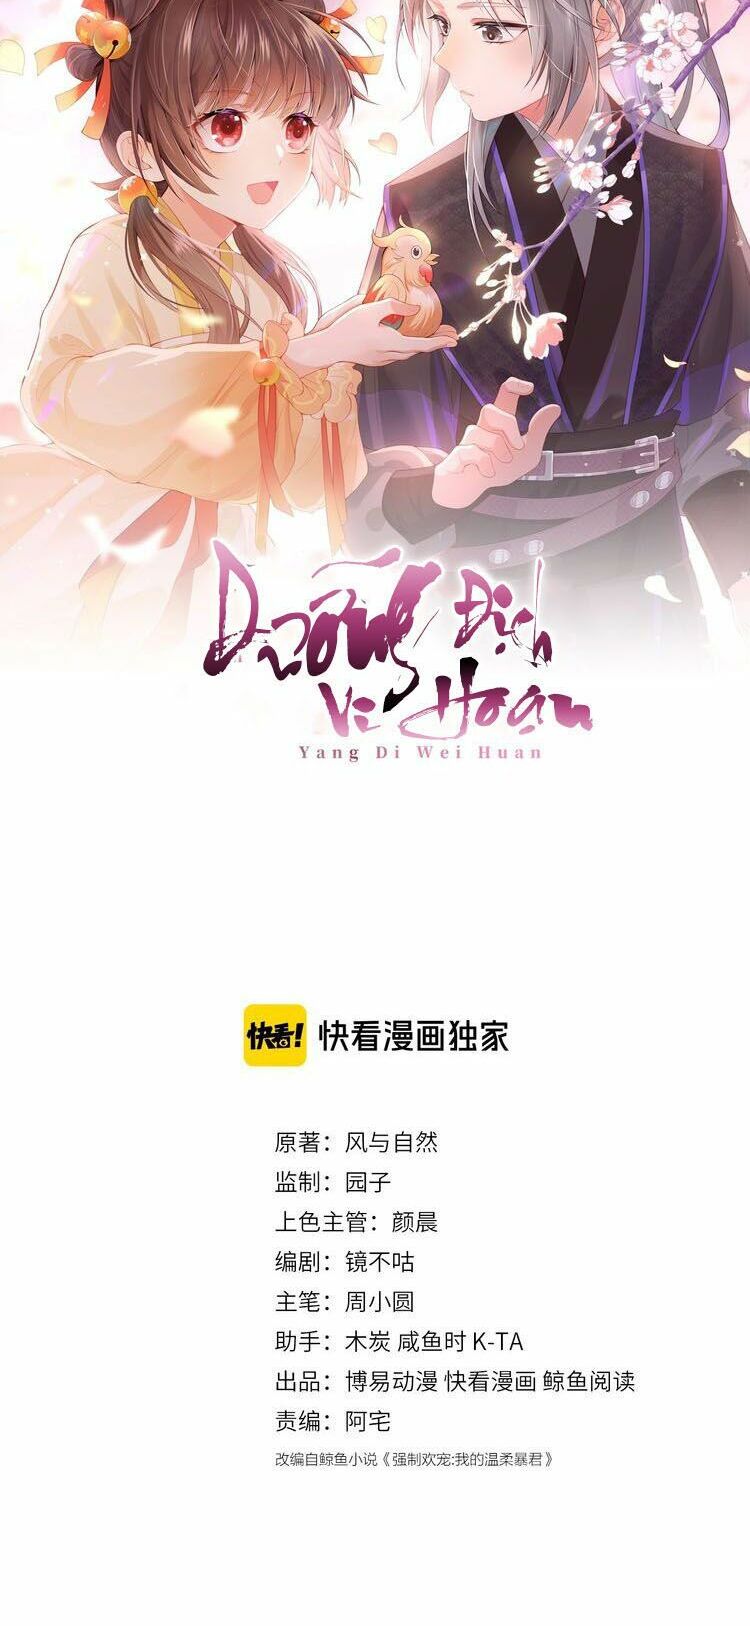 Dưỡng Địch
Vi Hoạn
Yang Di Wei Huan
快看! 快看漫画独家
原著：风与自然
监制：园子
上色主管：颜晨
编剧：镜不咕
主笔：周小圆
助手：木炭 咸鱼时 K-TA
出品：博易动漫 快看漫画 鲸鱼阅读
责编：阿宅
改编自鲸鱼小说《强制欢宠:我的温柔暴君》